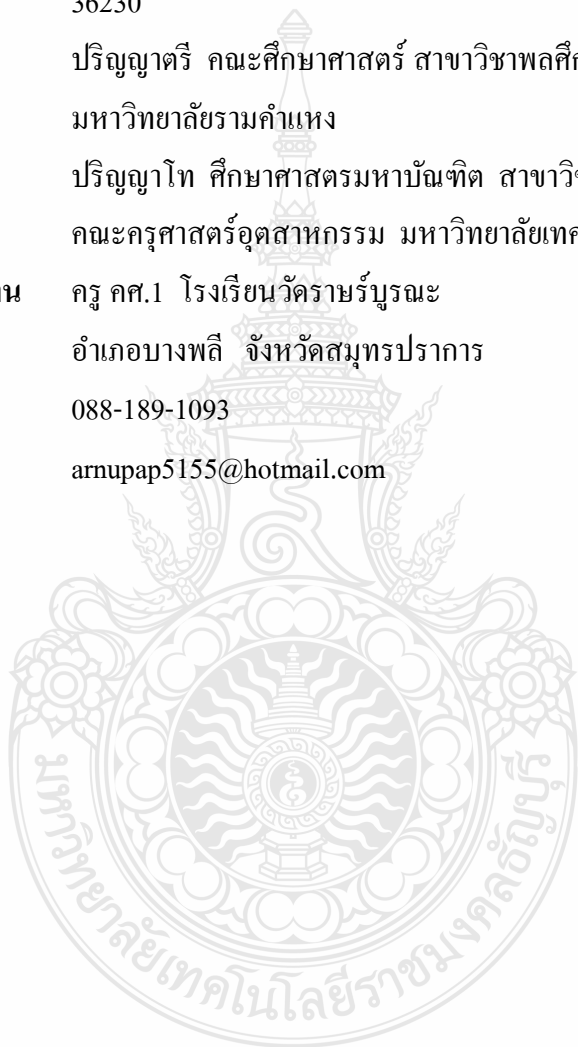 36230
ปริญญาตรี คณะศึกษาศาสตร์ สาขาวิชาพลศึก
มหาวิทยาลัยรามคำแหง
ปริญญาโท ศึกษาศาสตรมหาบัณฑิต สาขาวิ
คณะครุศาสตร์อุตสาหกรรม มหาวิทยาลัยเทค
าน ครู คศ.1 โรงเรียนวัดราษร์บูรณะ
อำเภอบางพลี จังหวัดสมุทรปราการ
088-189-1093
arnupap5155@hotmail.com
มหาวิทยาลัยเทคโนโลยีราชมงคลธัญบุรี